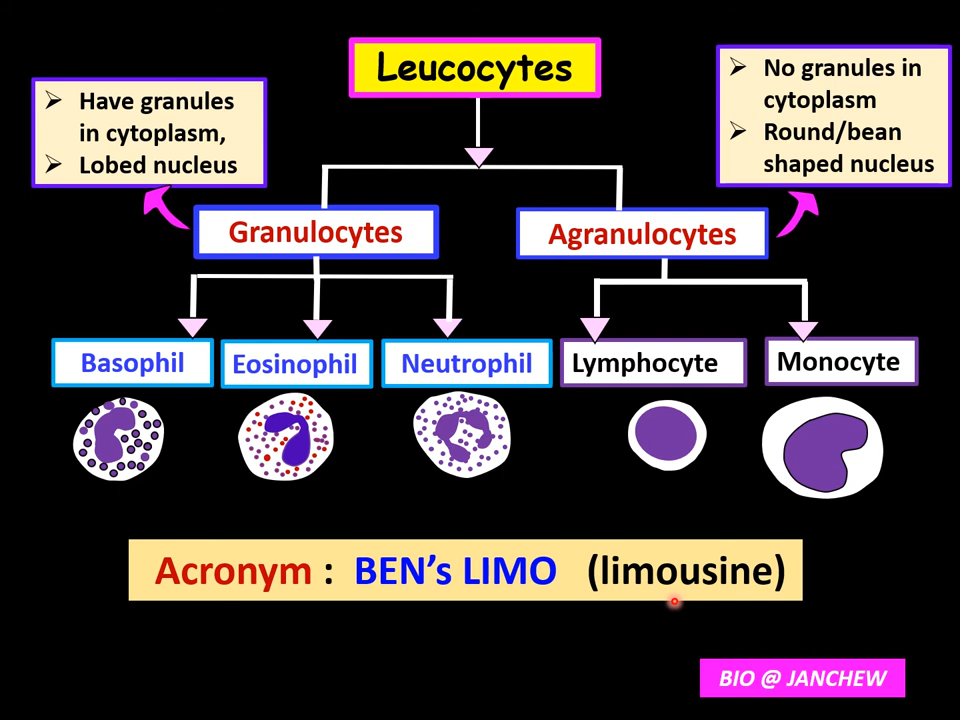 Leucocytes
➢ Have granules
in cytoplasm,
➢ Lobed nucleus
➢ No granules in
cytoplasm
➢ Round/bean
shaped nucleus
Granulocytes
Agranulocytes
Basophil
Eosinophil
Neutrophil
Lymphocyte
Monocyte
Acronym : BEN’s LIMO (limousine)
BIO @ JANCHEW